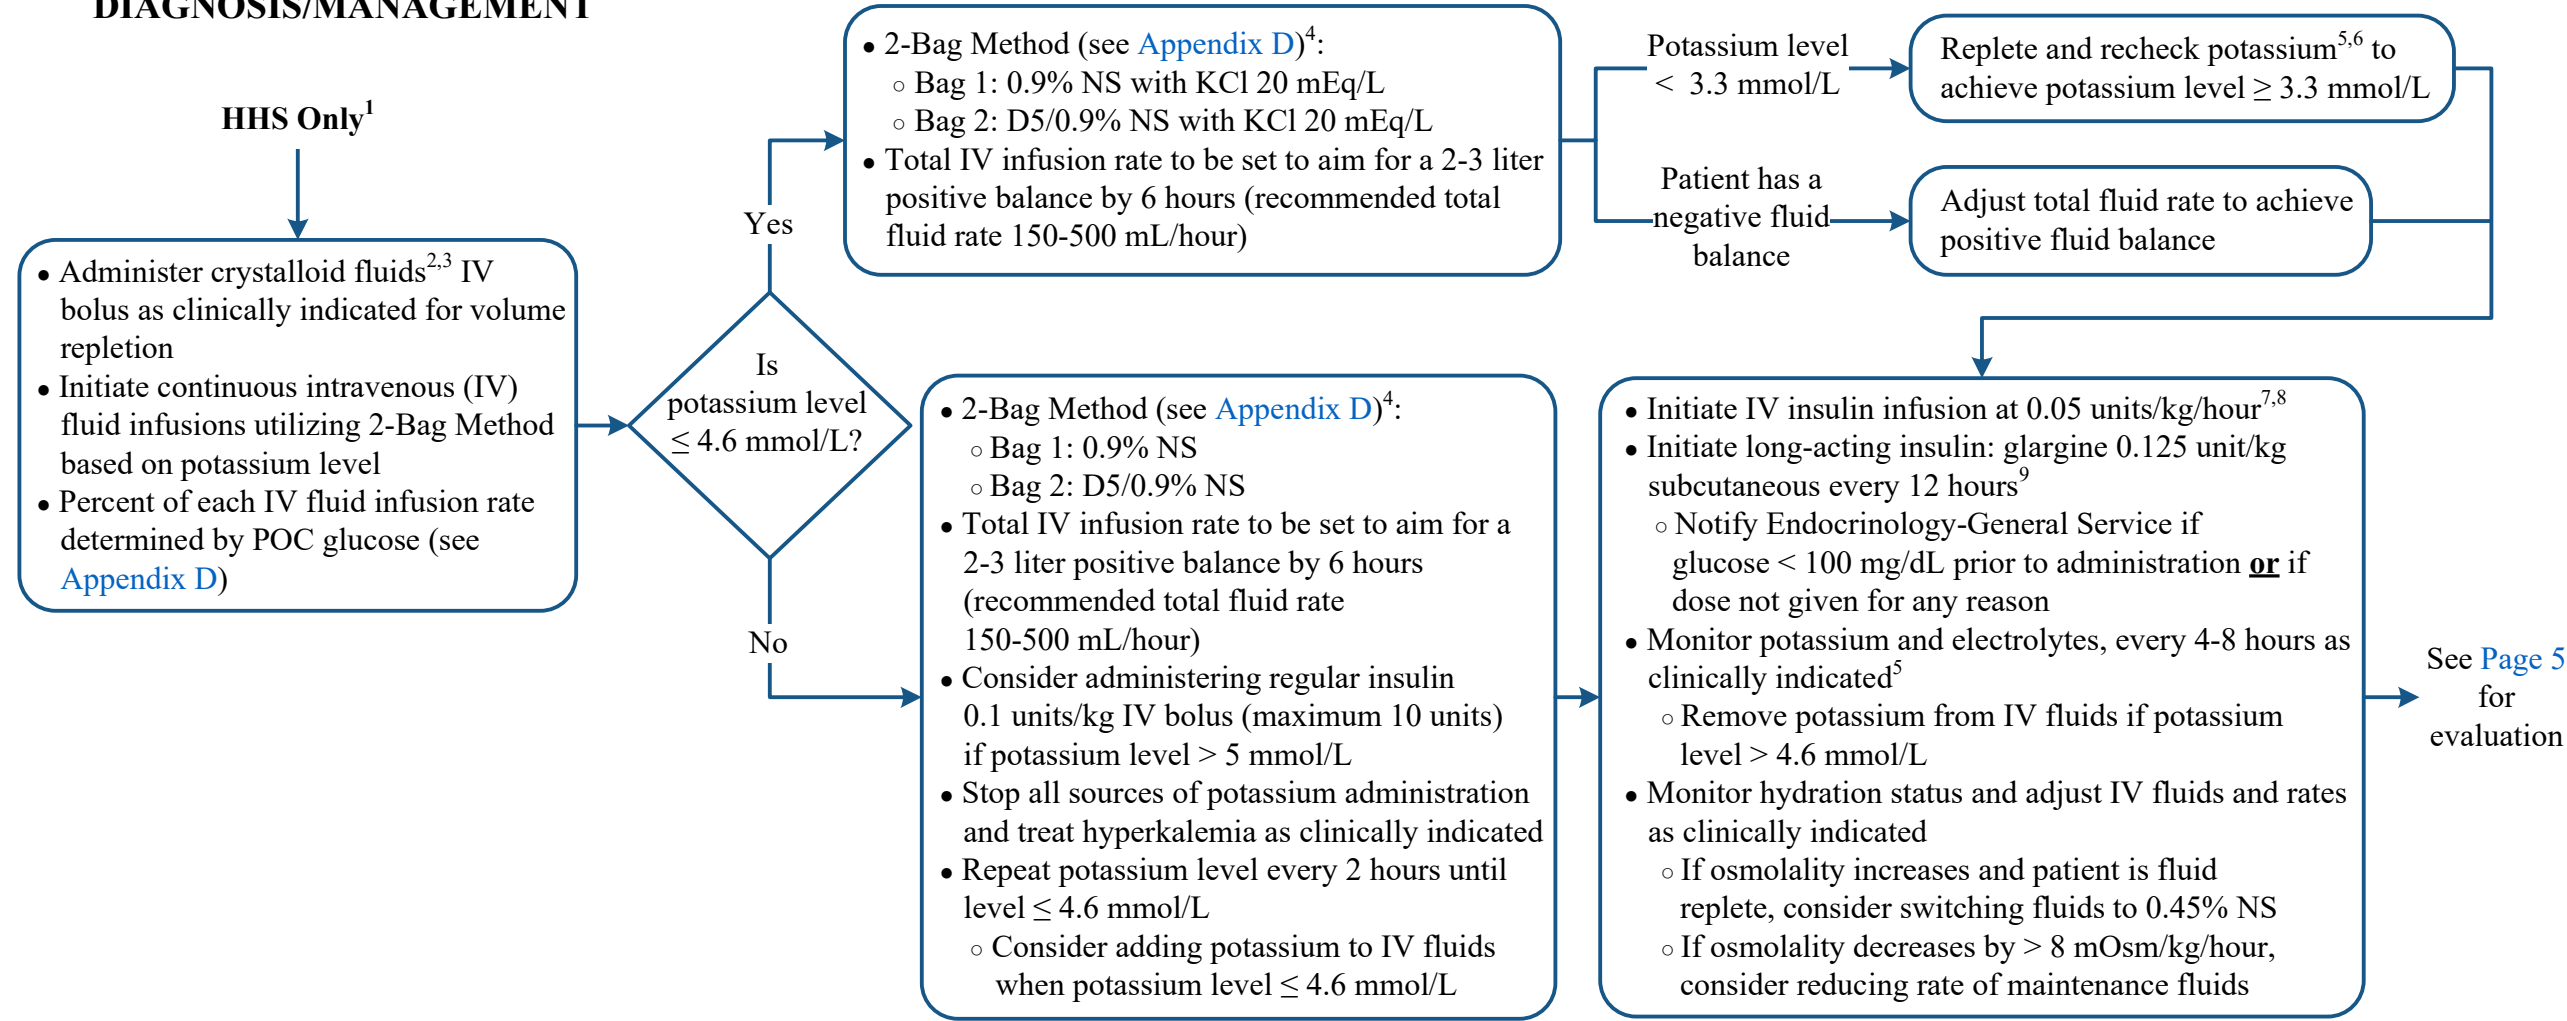 DIAGNOSIS/MANAGEMENT
HHS Only1
• Administer crystalloid fluids2,3 IV
bolus as clinically indicated for volume
repletion
• Initiate continuous intravenous (IV)
fluid infusions utilizing 2-Bag Method
based on potassium level
• Percent of each IV fluid infusion rate
determined by POC glucose (see
Appendix D)
Is
potassium level
≤ 4.6 mmol/L?
Yes
• 2-Bag Method (see Appendix D)4:
○ Bag 1: 0.9% NS with KCl 20 mEq/L
○ Bag 2: D5/0.9% NS with KCl 20 mEq/L
• Total IV infusion rate to be set to aim for a 2-3 liter
positive balance by 6 hours (recommended total
fluid rate 150-500 mL/hour)
Potassium level
< 3.3 mmol/L
Replete and recheck potassium5,6 to
achieve potassium level ≥ 3.3 mmol/L
Patient has a
negative fluid
balance
Adjust total fluid rate to achieve
positive fluid balance
No
• 2-Bag Method (see Appendix D)4:
○ Bag 1: 0.9% NS
○ Bag 2: D5/0.9% NS
• Total IV infusion rate to be set to aim for a
2-3 liter positive balance by 6 hours
(recommended total fluid rate
150-500 mL/hour)
• Consider administering regular insulin
0.1 units/kg IV bolus (maximum 10 units)
if potassium level > 5 mmol/L
• Stop all sources of potassium administration
and treat hyperkalemia as clinically indicated
• Repeat potassium level every 2 hours until
level ≤ 4.6 mmol/L
○ Consider adding potassium to IV fluids
when potassium level ≤ 4.6 mmol/L
• Initiate IV insulin infusion at 0.05 units/kg/hour7,8
• Initiate long-acting insulin: glargine 0.125 unit/kg
subcutaneous every 12 hours9
○ Notify Endocrinology-General Service if
glucose < 100 mg/dL prior to administration or if
dose not given for any reason
• Monitor potassium and electrolytes, every 4-8 hours as
clinically indicated5
○ Remove potassium from IV fluids if potassium
level > 4.6 mmol/L
• Monitor hydration status and adjust IV fluids and rates
as clinically indicated
○ If osmolality increases and patient is fluid
replete, consider switching fluids to 0.45% NS
○ If osmolality decreases by > 8 mOsm/kg/hour,
consider reducing rate of maintenance fluids
See Page 5
for
evaluation